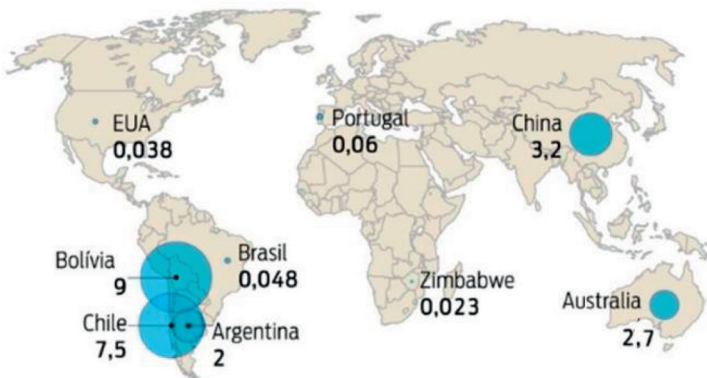 EUA
0,038
Portugal
0,06
China
3,2
Bolívia
9
Brasil
0,048
Chile
7,5
Argentina
2
Zimbabwe
0,023
Austrália
2,7